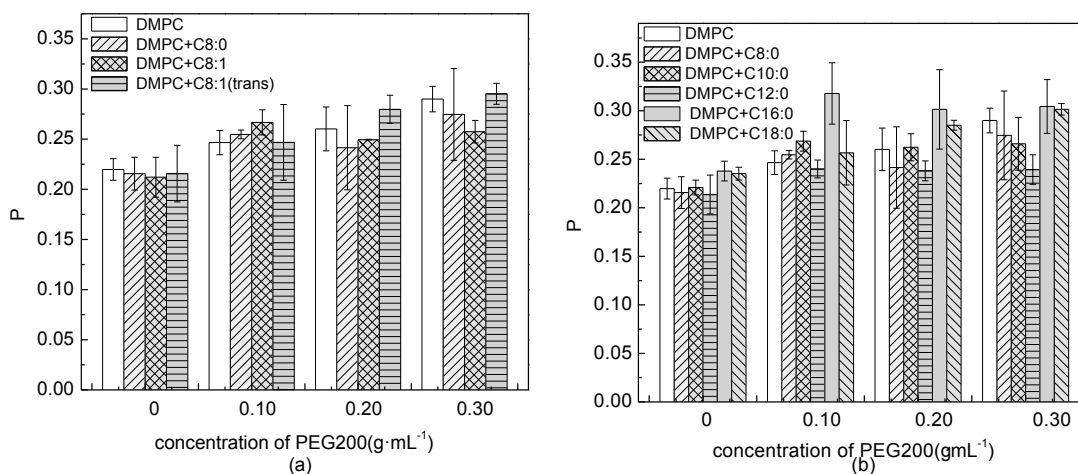 DMPC
DMPC+C8:0
DMPC+C8:1
DMPC+C8:1(trans)
0.35
0.30
0.25
0.20
0.15
0.10
0.05
0.00
P
0 0.10 0.20 0.30
concentration of PEG200(g·mL⁻¹)
(a)
DMPC
DMPC+C8:0
DMPC+C10:0
DMPC+C12:0
DMPC+C16:0
DMPC+C18:0
0.35
0.30
0.25
0.20
0.15
0.10
0.05
0.00
P
0 0.10 0.20 0.30
concentration of PEG200(gmL⁻¹)
(b)